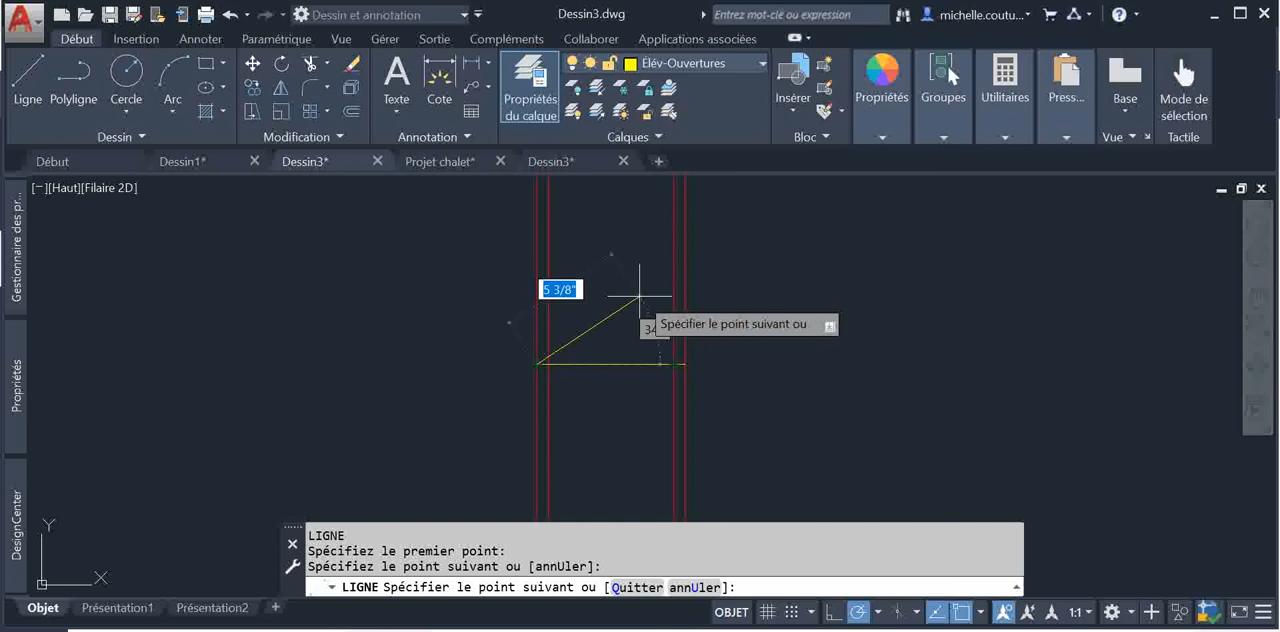 Dessin et annotation
Dessin3.dwg
Entrez mot-clé ou expression
michelle.coutu...
Début
Insertion
Annoter
Paramétrique
Vue
Gérer
Sortie
Compléments
Collaborer
Applications associées
Élév-Ouvertures
Ligne
Polyligne
Cercle
Arc
Texte
Cote
Propriétés
du calque
Insérer
Propriétés
Groupes
Utilitaires
Press...
Base
Mode de
sélection
Dessin
Modification
Annotation
Calques
Bloc
Vue
Tactile
Début
Dessin1*
Dessin3*
Projet chalet*
Dessin3*
[−][Haut][Filaire 2D]
Gestionnaire des pr...
Propriétés
DesignCenter
5 3/8"
34
Spécifier le point suivant ou
Y
X
LIGNE
Spécifiez le premier point:
Spécifiez le point suivant ou [annUler]:
LIGNE Spécifier le point suivant ou [Quitter annUler]:
Objet
Présentation1
Présentation2
OBJET
1:1